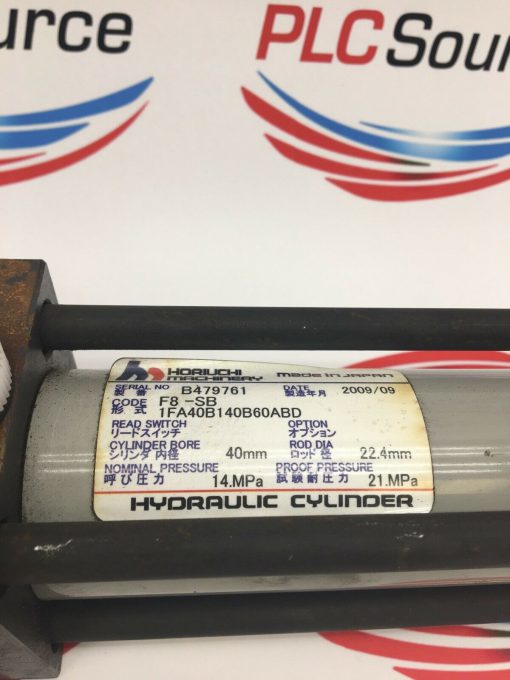 ource
PLC Sour
HORIUCHI MACHINERY made in JAPAN
SERIAL NO 製番 B479761 DATE 製造年月 2009/09
CODE 形式 F8 -SB
1FA40B140B60ABD
READ SWITCH OPTION
リードスイッチ オプション
CYLINDER BORE ROD DIA
シリンダ内径 40mm ロッド径 22.4mm
NOMINAL PRESSURE PROOF PRESSURE
呼び圧力 14.MPa 試験耐圧力 21.MPa
HYDRAULIC CYLINDER